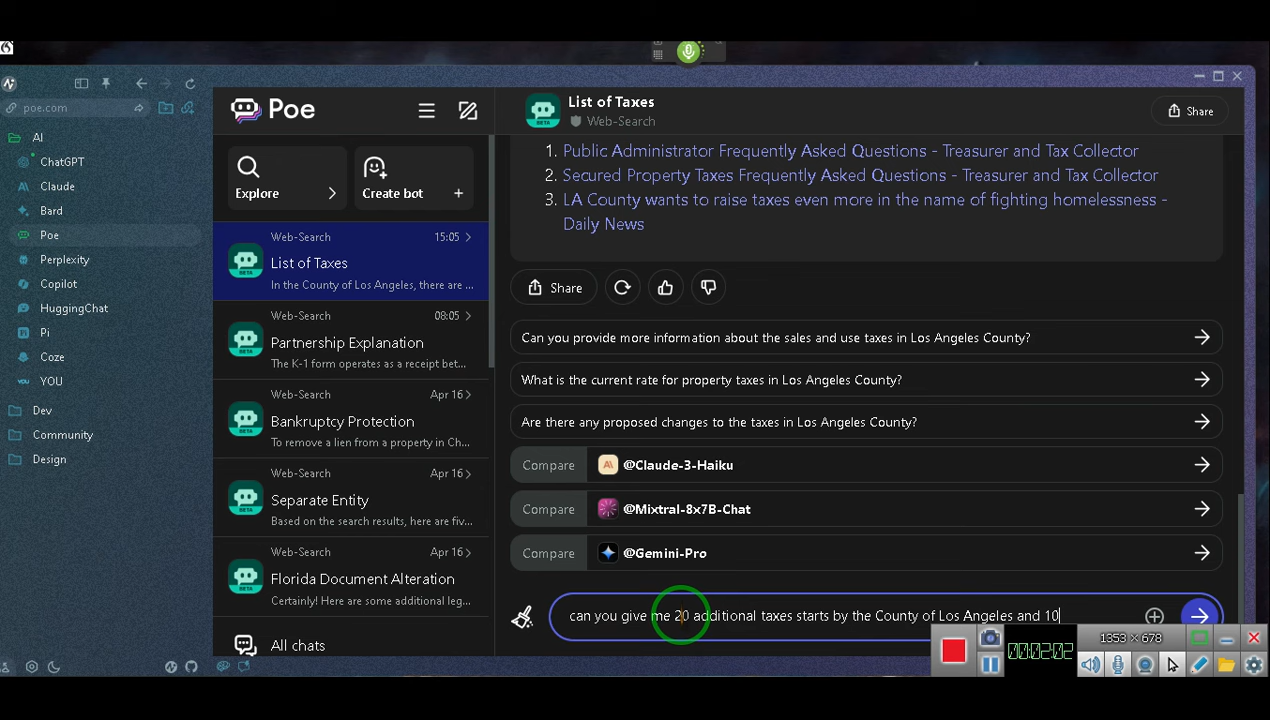 poe.com
AI
ChatGPT
Claude
Bard
Poe
Perplexity
Copilot
HuggingChat
Pi
Coze
YOU
Dev
Community
Design
Poe
Explore
Create bot
Web-Search 15:05
List of Taxes
In the County of Los Angeles, there are ...
Web-Search 08:05
Partnership Explanation
The K-1 form operates as a receipt bet...
Web-Search Apr 16
Bankruptcy Protection
To remove a lien from a property in Ch...
Web-Search Apr 16
Separate Entity
Based on the search results, here are fiv...
Web-Search Apr 16
Florida Document Alteration
Certainly! Here are some additional leg...
All chats
List of Taxes
Web-Search
Share
1. Public Administrator Frequently Asked Questions - Treasurer and Tax Collector
2. Secured Property Taxes Frequently Asked Questions - Treasurer and Tax Collector
3. LA County wants to raise taxes even more in the name of fighting homelessness -
Daily News
Share
Can you provide more information about the sales and use taxes in Los Angeles County?
What is the current rate for property taxes in Los Angeles County?
Are there any proposed changes to the taxes in Los Angeles County?
Compare @Claude-3-Haiku
Compare @Mixtral-8x7B-Chat
Compare @Gemini-Pro
can you give me 20 additional taxes starts by the County of Los Angeles and 10
00:02:02
1353 x 678